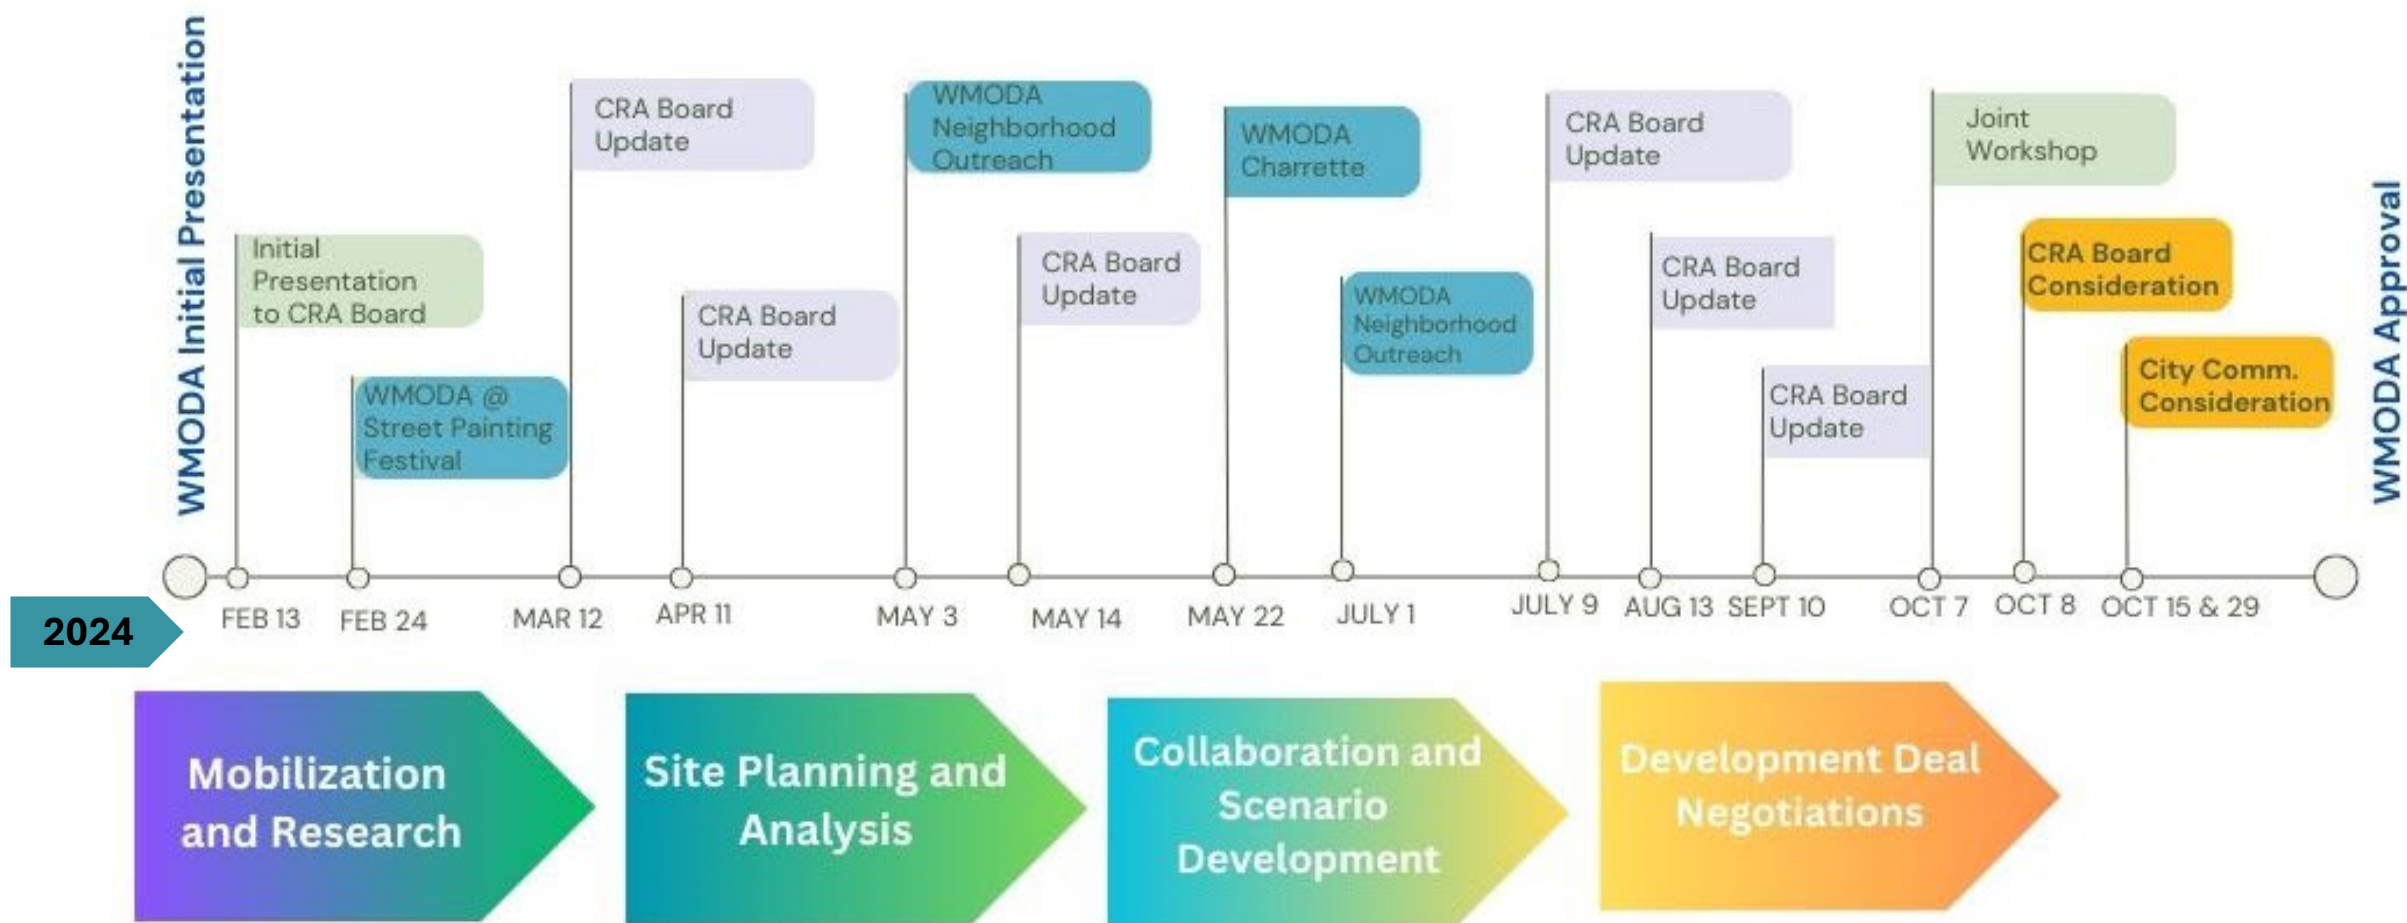 WMODA Initial Presentation
Initial
Presentation
to CRA Board
WMODA @
Street Painting
Festival
CRA Board
Update
CRA Board
Update
WMODA
Neighborhood
Outreach
CRA Board
Update
WMODA
Charrette
WMODA
Neighborhood
Outreach
CRA Board
Update
CRA Board
Update
CRA Board
Update
Joint
Workshop
CRA Board
Consideration
City Comm.
Consideration
WMODA Approval
2024
FEB 13
FEB 24
MAR 12
APR 11
MAY 3
MAY 14
MAY 22
JULY 1
JULY 9
AUG 13
SEPT 10
OCT 7
OCT 8
OCT 15 & 29
Mobilization
and Research
Site Planning and
Analysis
Collaboration and
Scenario
Development
Development Deal
Negotiations